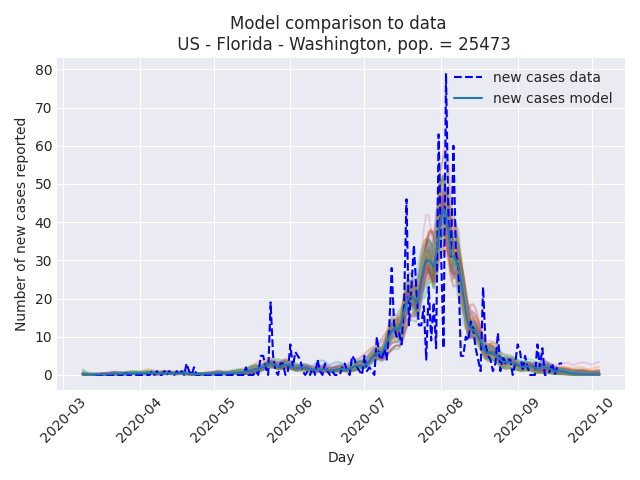 Model comparison to data
US - Florida - Washington, pop. = 25473
new cases data
new cases model
Number of new cases reported
80
70
60
50
40
30
20
10
0
2020-03
2020-04
2020-05
2020-06
2020-07
2020-08
2020-09
2020-10
Day